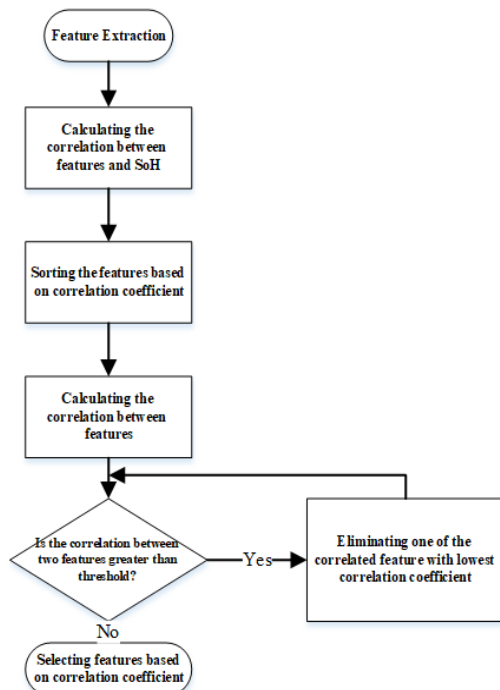 Feature Extraction
Calculating the
correlation between
features and SoH
Sorting the features based
on correlation coefficient
Calculating the
correlation between
features
Is the correlation between
two features greater than
threshold?
Yes
Eliminating one of the
correlated feature with lowest
correlation coefficient
No
Selecting features based
on correlation coefficient